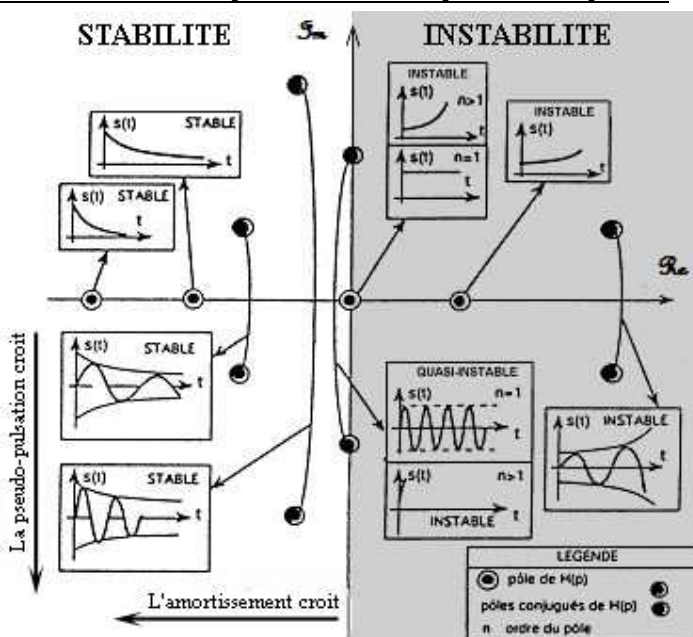 STABILITE
𝓘m
INSTABILITE
INSTABLE
s(t)
n>1
s(t)
n=1
t
INSTABLE
s(t)
t
s(t)
STABLE
t
s(t)
STABLE
t
Re
s(t)
STABLE
t
QUASI-INSTABLE
s(t)
n=1
t
s(t)
n>1
INSTABLE
s(t)
INSTABLE
t
s(t)
STABLE
t
La pseudo-pulsation croit
L'amortissement croit
LEGENDE
pôle de H(p)
pôles conjugués de H(p)
n ordre du pôle